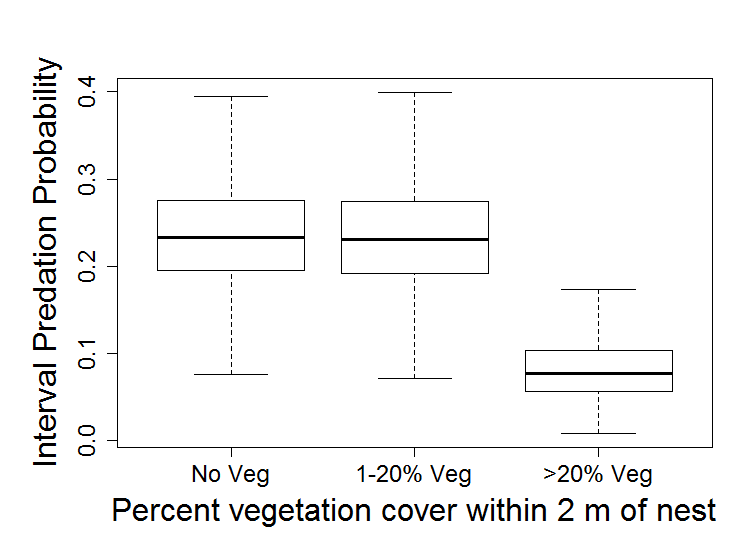 Interval Predation Probability
0.4
0.3
0.2
0.1
0.0
No Veg 1-20% Veg >20% Veg
Percent vegetation cover within 2 m of nest